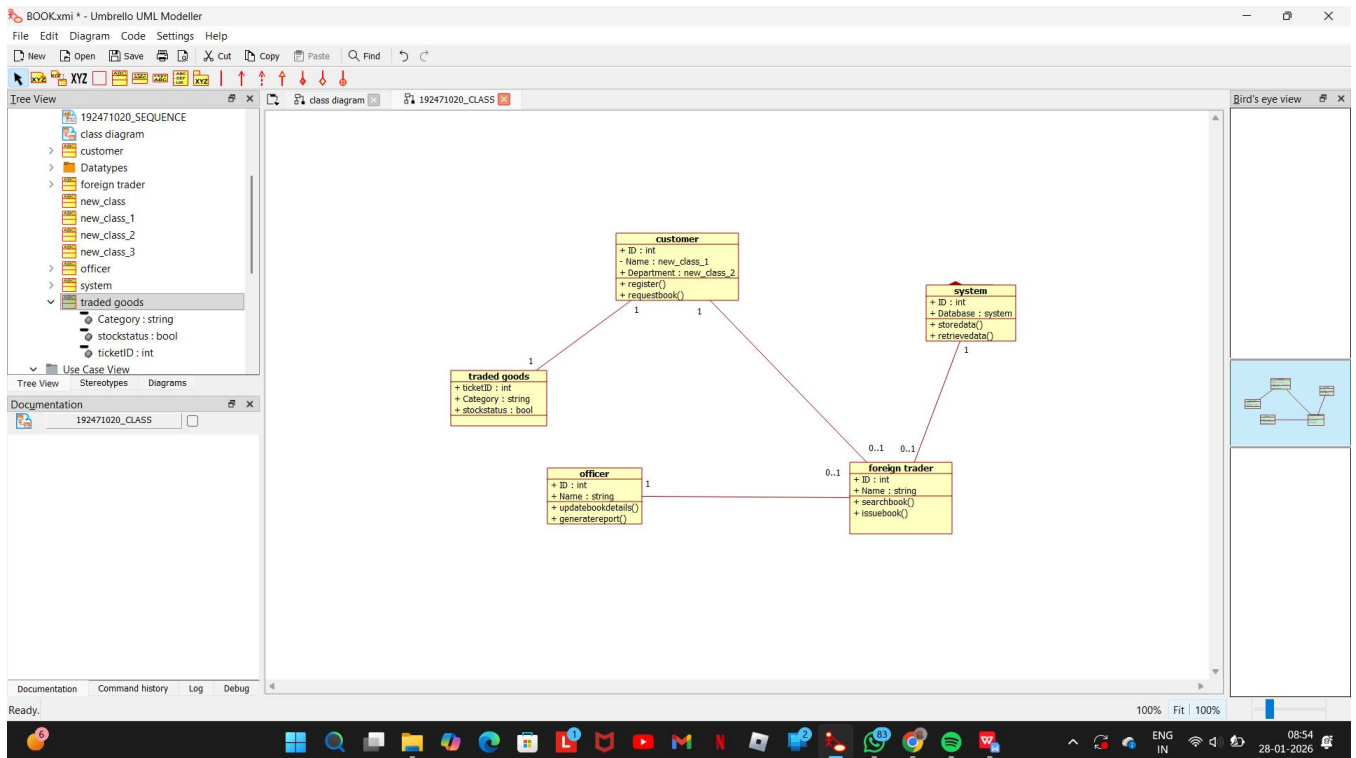 BOOK.xmi * - Umbrello UML Modeller
File Edit Diagram Code Settings Help
New Open Save Cut Copy Paste Find
XYZ
Tree View
class diagram 192471020_CLASS
Bird's eye view
192471020_SEQUENCE
class diagram
customer
Datatypes
foreign trader
new_class
new_class_1
new_class_2
new_class_3
officer
system
traded goods
Category : string
stockstatus : bool
ticketID : int
Use Case View
Tree View Stereotypes Diagrams
Documentation
192471020_CLASS
Documentation Command history Log Debug
customer
+ ID : int
- Name : new_class_1
+ Department : new_class_2
+ register()
+ requestbook()
1 1
system
+ ID : int
+ Database : system
+ storedata()
+ retrievedata()
1
1
traded goods
+ ticketID : int
+ Category : string
+ stockstatus : bool
0..1 0..1
officer
+ ID : int
+ Name : string
+ updatebookdetails()
+ generatereport()
1 0..1
foreign trader
+ ID : int
+ Name : string
+ searchbook()
+ issuebook()
Ready.
100% Fit 100%
6
1
2
83
ENG
IN
08:54
28-01-2026